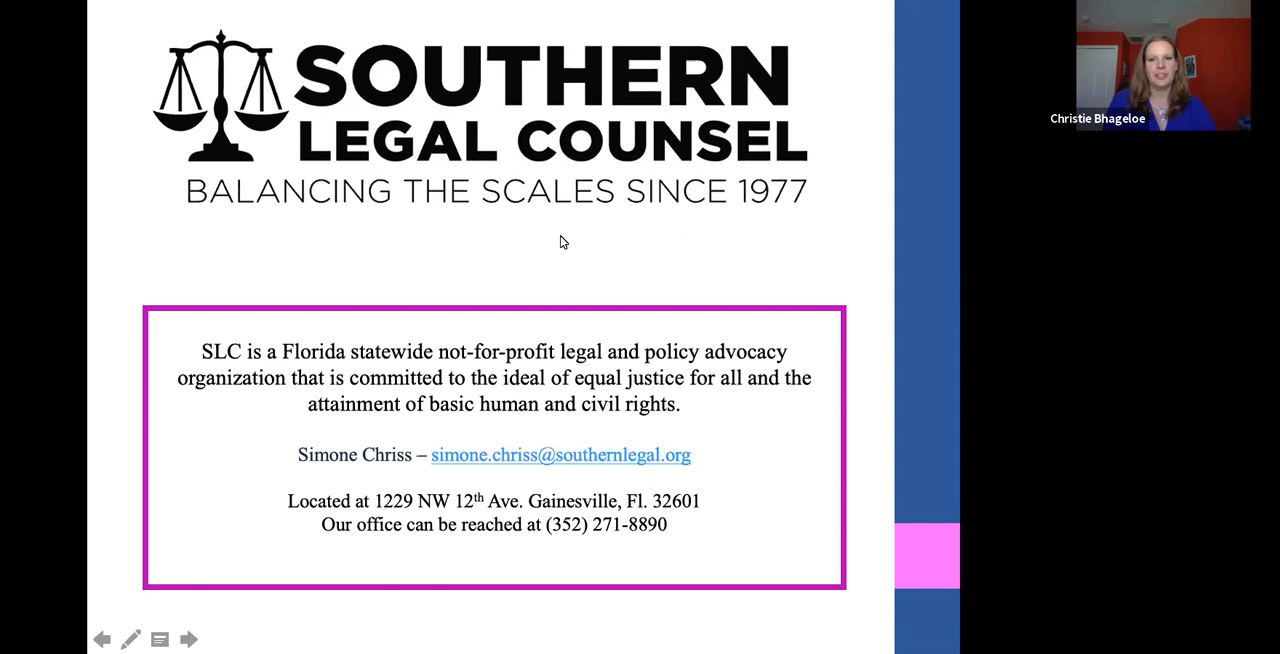 SOUTHERN
LEGAL COUNSEL
BALANCING THE SCALES SINCE 1977
Christie Bhageloe
SLC is a Florida statewide not-for-profit legal and policy advocacy
organization that is committed to the ideal of equal justice for all and the
attainment of basic human and civil rights.
Simone Chriss – simone.chriss@southernlegal.org
Located at 1229 NW 12th Ave. Gainesville, Fl. 32601
Our office can be reached at (352) 271-8890